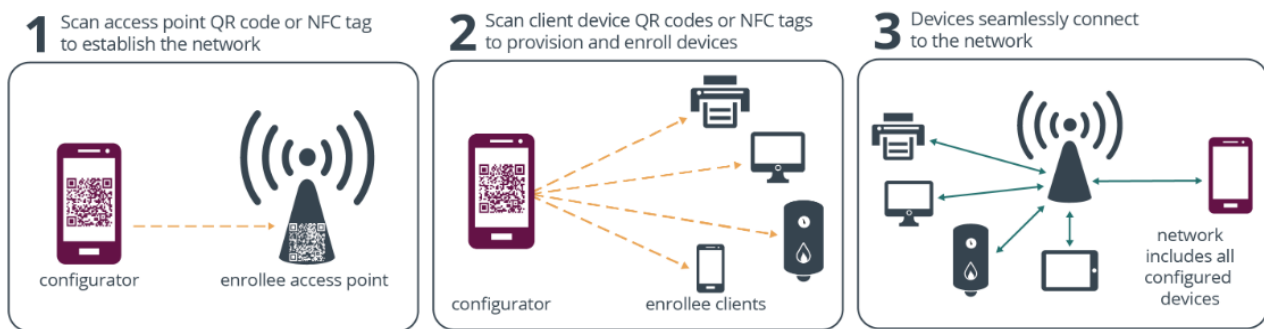 1 Scan access point QR code or NFC tag
to establish the network
configurator
enrollee access point
2 Scan client device QR codes or NFC tags
to provision and enroll devices
configurator
enrollee clients
3 Devices seamlessly connect
to the network
network
includes all
configured
devices